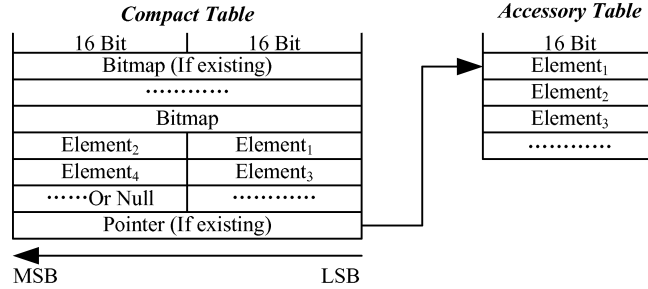 Compact Table
16 Bit 16 Bit
Bitmap (If existing)
…………
Bitmap
Element₂ Element₁
Element₄ Element₃
……Or Null …………
Pointer (If existing)
MSB LSB
Accessory Table
16 Bit
Element₁
Element₂
Element₃
…………